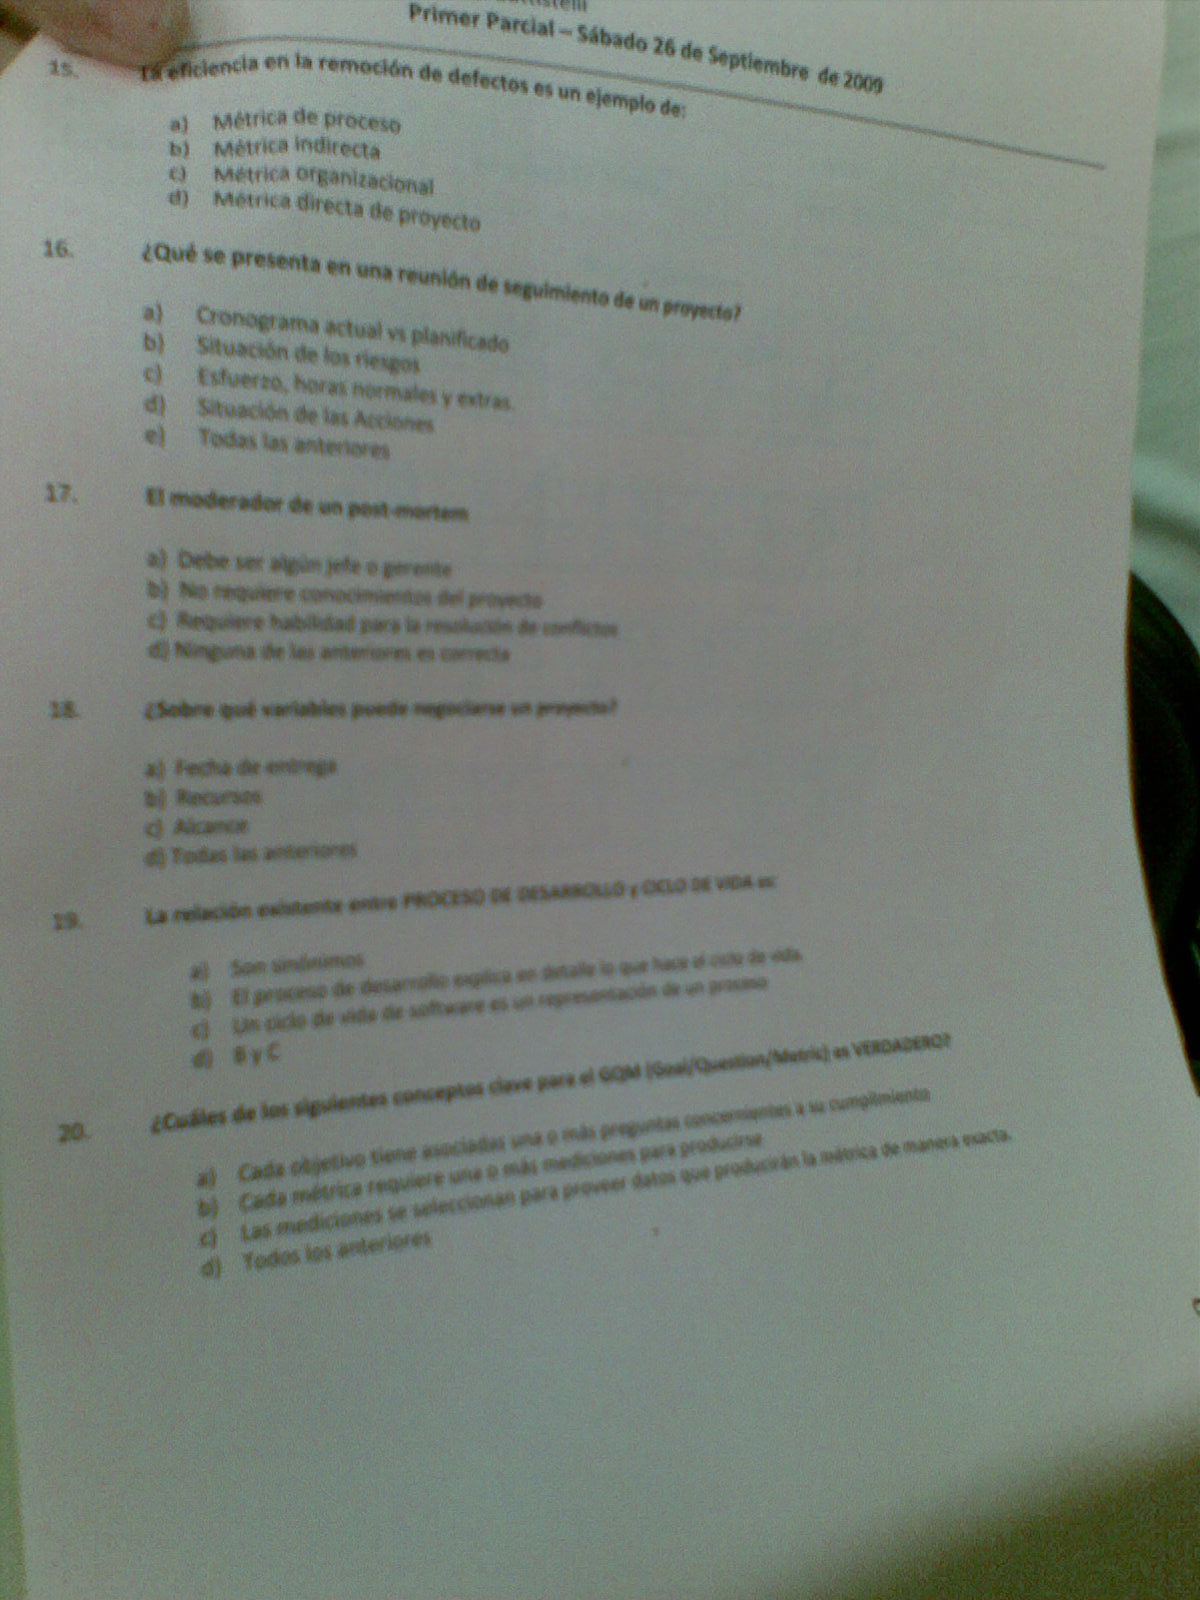 Primer Parcial – Sábado 26 de Septiembre de 2009
15. La eficiencia en la remoción de defectos es un ejemplo de:
a) Métrica de proceso
b) Métrica indirecta
c) Métrica organizacional
d) Métrica directa de proyecto
16. ¿Qué se presenta en una reunión de seguimiento de un proyecto?
a) Cronograma actual vs planificado
b) Situación de los riesgos
c) Esfuerzo, horas normales y extras.
d) Situación de las Acciones
e) Todas las anteriores
17. El moderador de un post-mortem
a) Debe ser algún jefe o gerente
b) No requiere conocimientos del proyecto
c) Requiere habilidad para la resolución de conflictos
d) Ninguna de las anteriores es correcta
18. ¿Sobre qué variables puede negociarse un proyecto?
a) Fecha de entrega
b) Recursos
c) Alcance
d) Todas las anteriores
19. La relación existente entre PROCESO DE DESARROLLO y CICLO DE VIDA es:
a) Son sinónimos
b) El proceso de desarrollo explica en detalle lo que hace el ciclo de vida.
c) Un ciclo de vida de software es un representación de un proceso
d) B y C
20. ¿Cuáles de los siguientes conceptos clave para el GQM (Goal/Question/Metric) es VERDADERO?
a) Cada objetivo tiene asociadas una o más preguntas concernientes a su cumplimiento
b) Cada métrica requiere una o más mediciones para producirse
c) Las mediciones se seleccionan para proveer datos que producirán la métrica de manera exacta.
d) Todos los anteriores